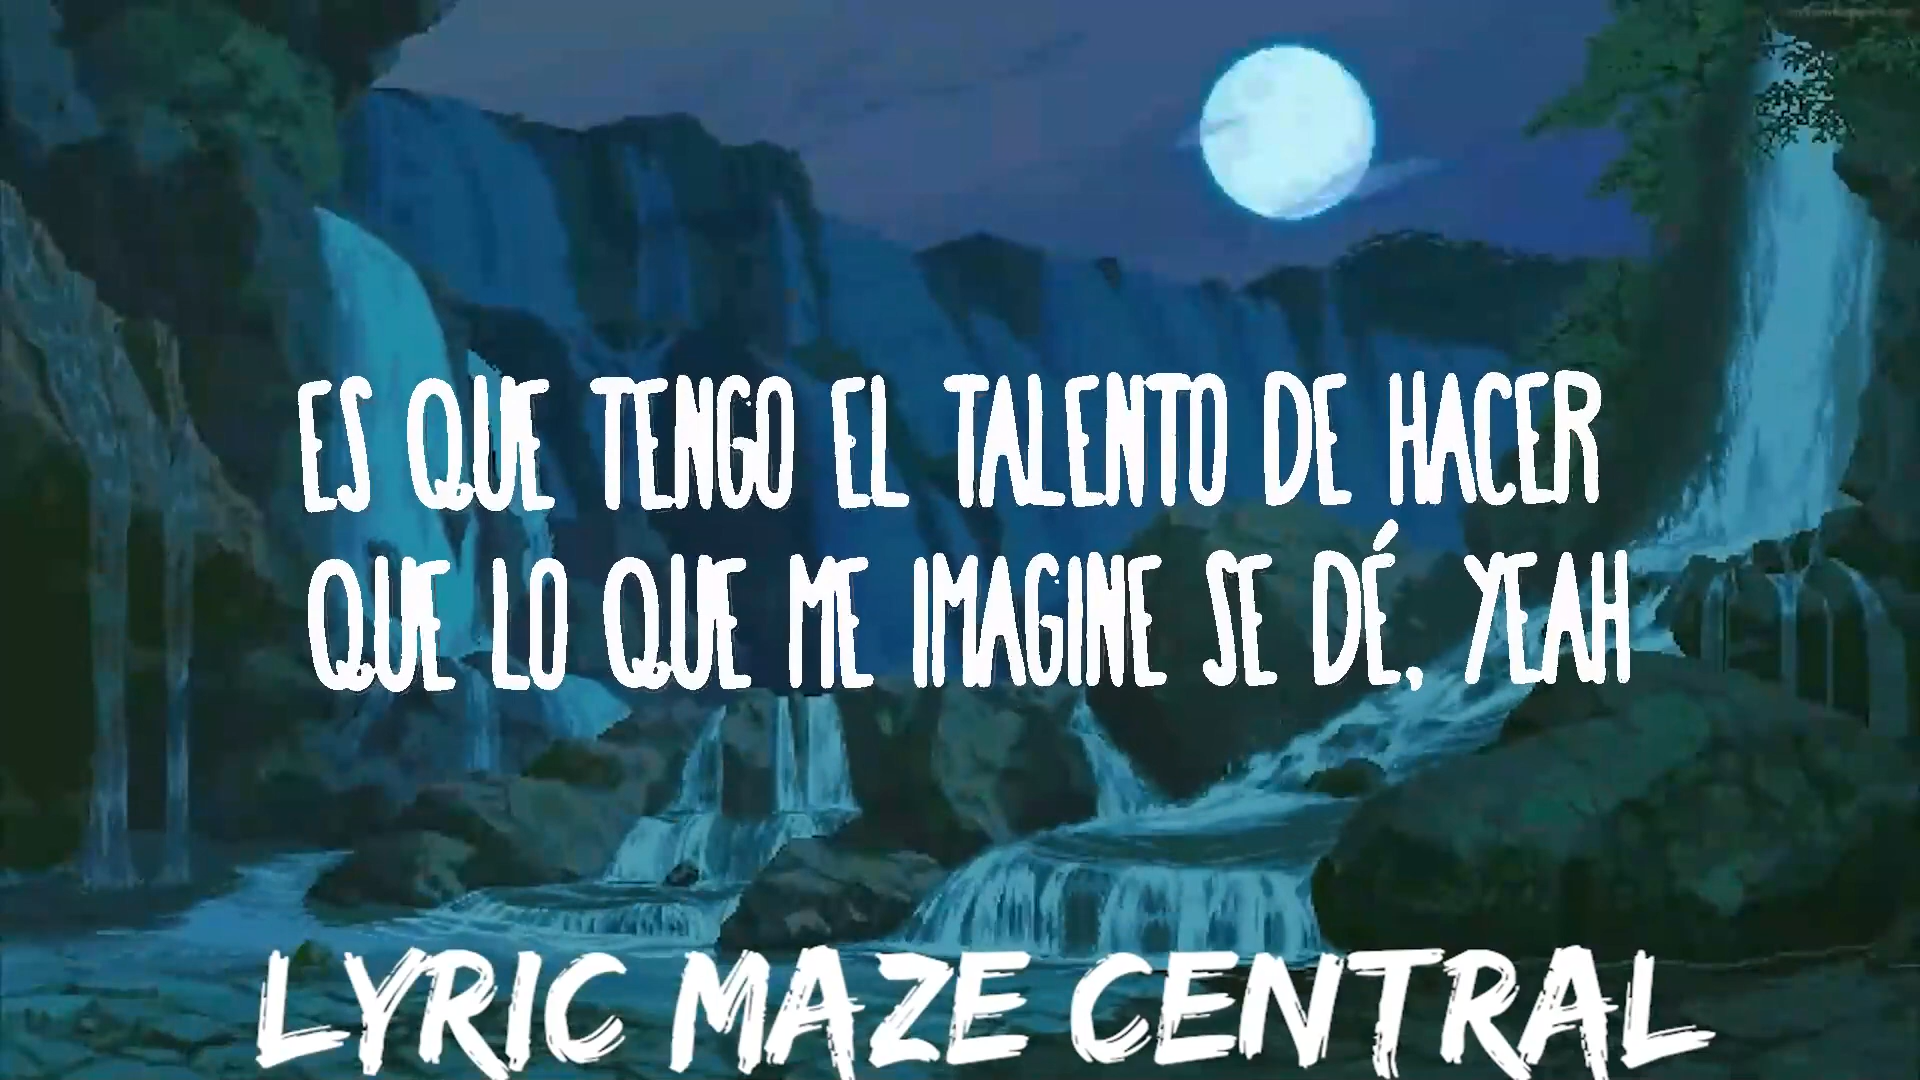 ES QUE TENGO EL TALENTO DE HACER
QUE LO QUE ME IMAGINE SE DÉ, YEAH
LYRIC MAZE CENTRAL